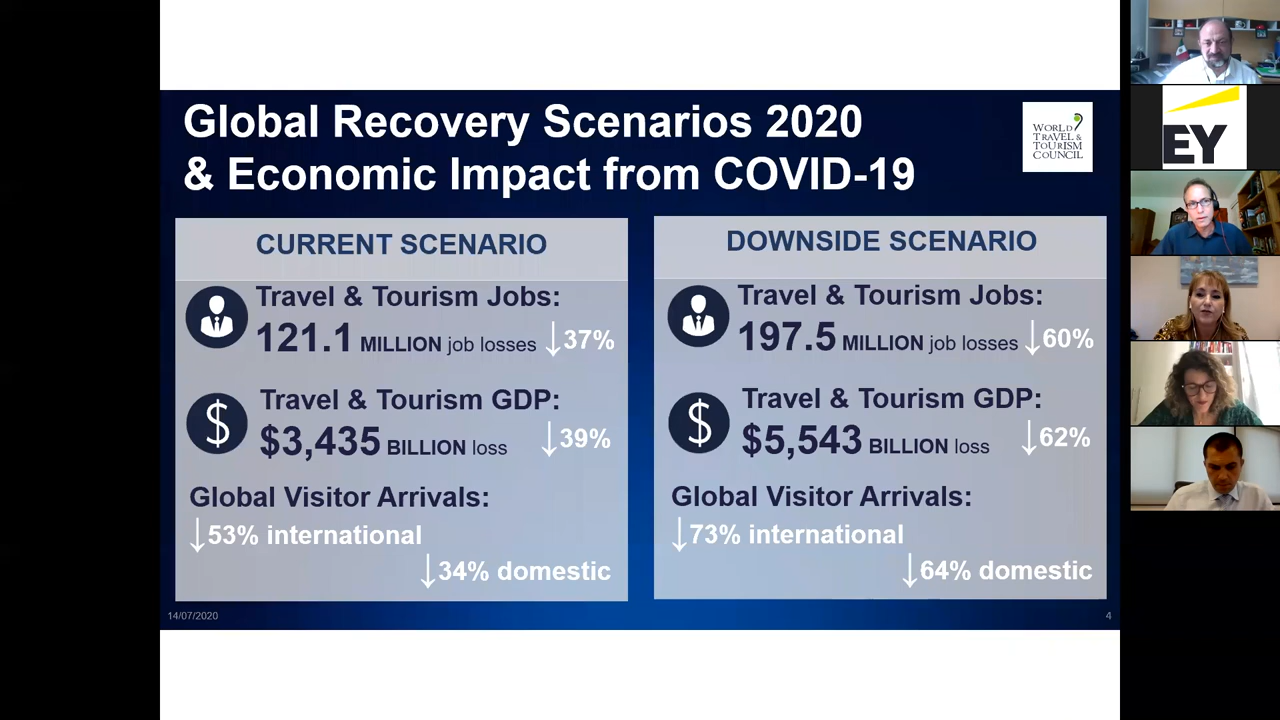 Global Recovery Scenarios 2020
& Economic Impact from COVID-19
WORLD
TRAVEL &
TOURISM
COUNCIL
CURRENT SCENARIO
Travel & Tourism Jobs:
121.1 MILLION job losses ↓37%
$
Travel & Tourism GDP:
$3,435 BILLION loss ↓39%
Global Visitor Arrivals:
↓53% international
↓34% domestic
DOWNSIDE SCENARIO
Travel & Tourism Jobs:
197.5 MILLION job losses ↓60%
$
Travel & Tourism GDP:
$5,543 BILLION loss ↓62%
Global Visitor Arrivals:
↓73% international
↓64% domestic
14/07/2020
4
EY